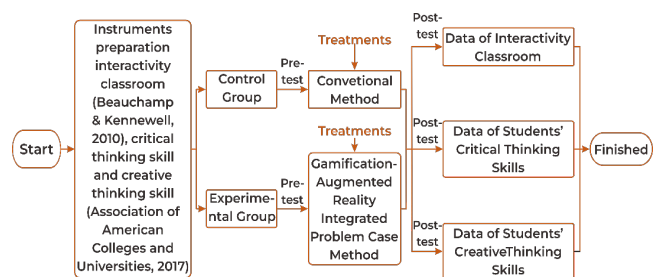 Start
Instruments
preparation
interactivity
classroom
(Beauchamp
& Kennewell,
2010), critical
thinking skill
and creative
thinking skill
(Association of
American
Colleges and
Universities, 2017)
Control
Group
Experime-
ntal Group
Pre-
test
Pre-
test
Treatments
Convetional
Method
Treatments
Gamification-
Augmented
Reality
Integrated
Problem Case
Method
Post-
test
Post-
test
Post-
test
Data of Interactivity
Classroom
Data of Students'
Critical Thinking
Skills
Data of Students'
CreativeThinking
Skills
Finished